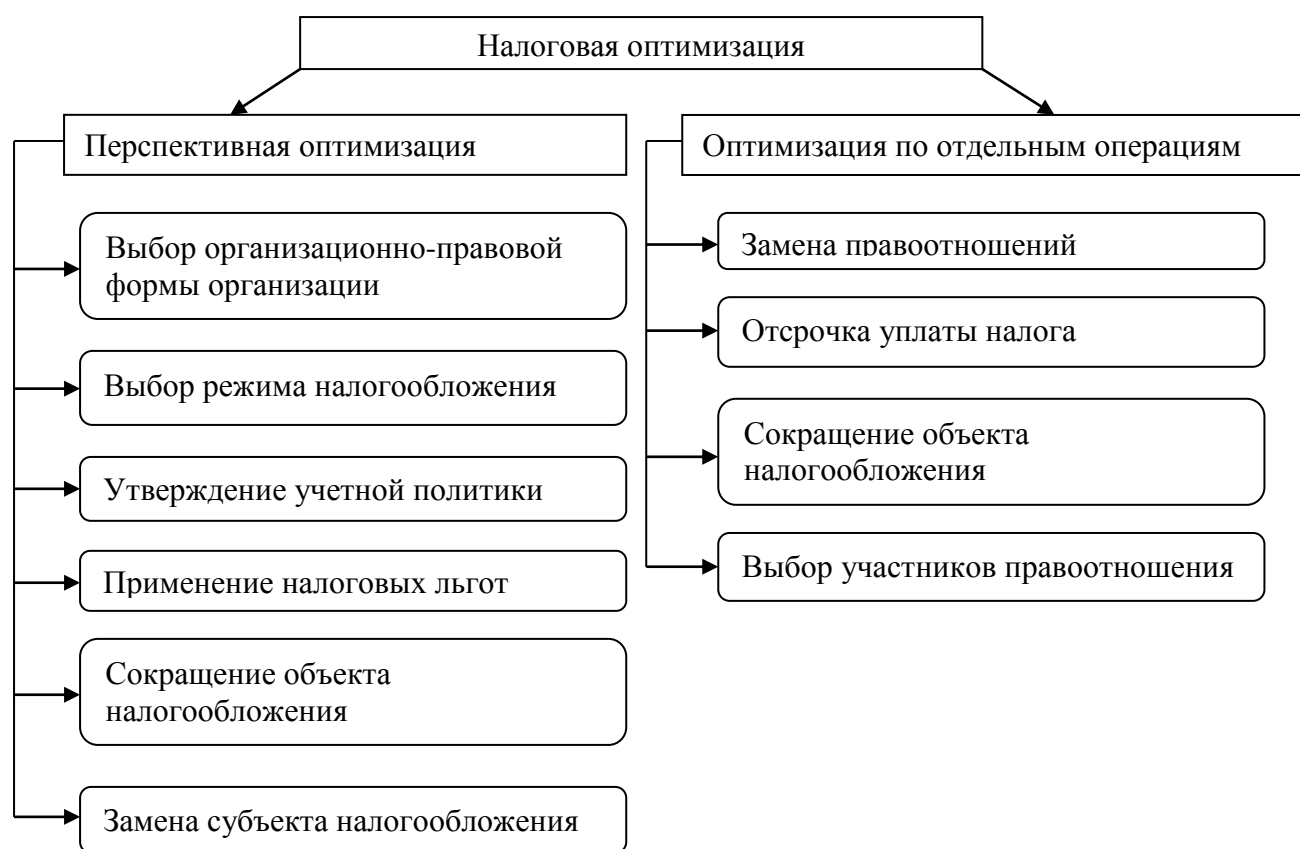 Налоговая оптимизация
Перспективная оптимизация
Выбор организационно-правовой
формы организации
Выбор режима налогообложения
Утверждение учетной политики
Применение налоговых льгот
Сокращение объекта
налогообложения
Замена субъекта налогообложения
Оптимизация по отдельным операциям
Замена правоотношений
Отсрочка уплаты налога
Сокращение объекта
налогообложения
Выбор участников правоотношения